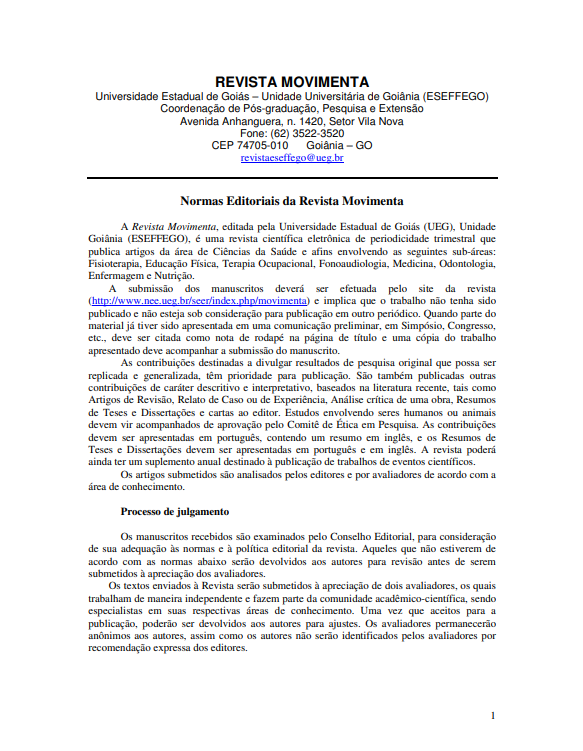 REVISTA MOVIMENTA
Universidade Estadual de Goiás – Unidade Universitária de Goiânia (ESEFFEGO)
Coordenação de Pós-graduação, Pesquisa e Extensão
Avenida Anhanguera, n. 1420, Setor Vila Nova
Fone: (62) 3522-3520
CEP 74705-010 Goiânia – GO
revistaeseffego@ueg.br
Normas Editoriais da Revista Movimenta
A Revista Movimenta, editada pela Universidade Estadual de Goiás (UEG), Unidade
Goiânia (ESEFFEGO), é uma revista científica eletrônica de periodicidade trimestral que
publica artigos da área de Ciências da Saúde e afins envolvendo as seguintes sub-áreas:
Fisioterapia, Educação Física, Terapia Ocupacional, Fonoaudiologia, Medicina, Odontologia,
Enfermagem e Nutrição.
A submissão dos manuscritos deverá ser efetuada pelo site da revista
(http://www.nee.ueg.br/seer/index.php/movimenta) e implica que o trabalho não tenha sido
publicado e não esteja sob consideração para publicação em outro periódico. Quando parte do
material já tiver sido apresentada em uma comunicação preliminar, em Simpósio, Congresso,
etc., deve ser citada como nota de rodapé na página de título e uma cópia do trabalho
apresentado deve acompanhar a submissão do manuscrito.
As contribuições destinadas a divulgar resultados de pesquisa original que possa ser
replicada e generalizada, têm prioridade para publicação. São também publicadas outras
contribuições de caráter descritivo e interpretativo, baseados na literatura recente, tais como
Artigos de Revisão, Relato de Caso ou de Experiência, Análise crítica de uma obra, Resumos
de Teses e Dissertações e cartas ao editor. Estudos envolvendo seres humanos ou animais
devem vir acompanhados de aprovação pelo Comitê de Ética em Pesquisa. As contribuições
devem ser apresentadas em português, contendo um resumo em inglês, e os Resumos de
Teses e Dissertações devem ser apresentadas em português e em inglês. A revista poderá
ainda ter um suplemento anual destinado à publicação de trabalhos de eventos científicos.
Os artigos submetidos são analisados pelos editores e por avaliadores de acordo com a
área de conhecimento.
Processo de julgamento
Os manuscritos recebidos são examinados pelo Conselho Editorial, para consideração
de sua adequação às normas e à política editorial da revista. Aqueles que não estiverem de
acordo com as normas abaixo serão devolvidos aos autores para revisão antes de serem
submetidos à apreciação dos avaliadores.
Os textos enviados à Revista serão submetidos à apreciação de dois avaliadores, os quais
trabalham de maneira independente e fazem parte da comunidade acadêmico-científica, sendo
especialistas em suas respectivas áreas de conhecimento. Uma vez que aceitos para a
publicação, poderão ser devolvidos aos autores para ajustes. Os avaliadores permanecerão
anônimos aos autores, assim como os autores não serão identificados pelos avaliadores por
recomendação expressa dos editores.
1